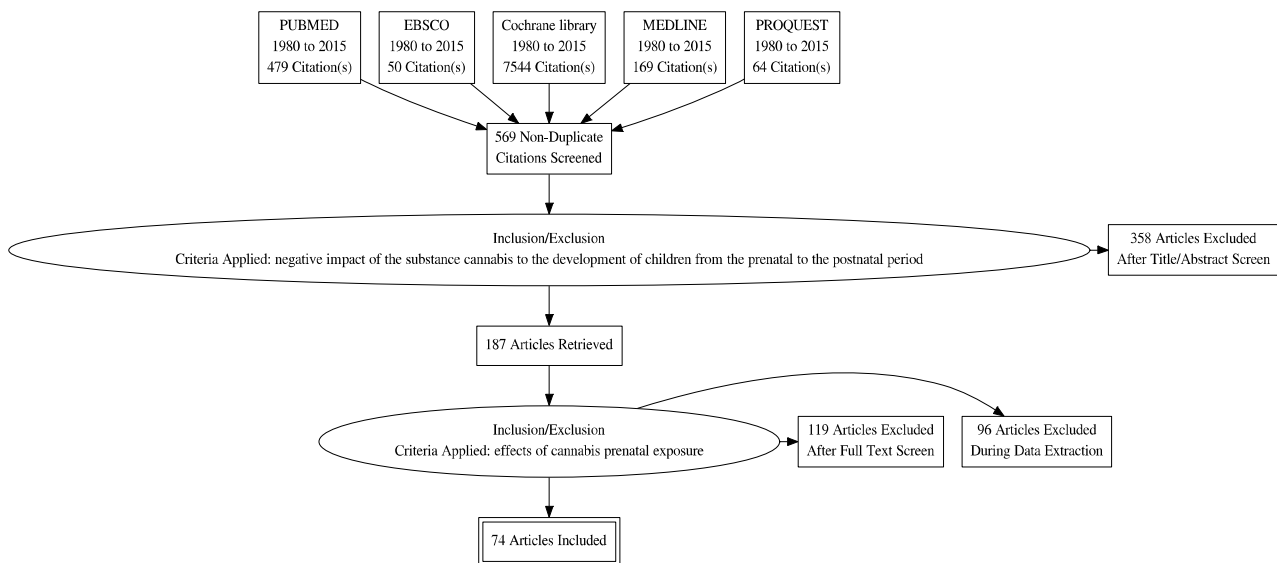 PUBMED
1980 to 2015
479 Citation(s)
EBSCO
1980 to 2015
50 Citation(s)
Cochrane library
1980 to 2015
7544 Citation(s)
MEDLINE
1980 to 2015
169 Citation(s)
PROQUEST
1980 to 2015
64 Citation(s)
569 Non-Duplicate
Citations Screened
Inclusion/Exclusion
Criteria Applied: negative impact of the substance cannabis to the development of children from the prenatal to the postnatal period
358 Articles Excluded
After Title/Abstract Screen
187 Articles Retrieved
Inclusion/Exclusion
Criteria Applied: effects of cannabis prenatal exposure
119 Articles Excluded
After Full Text Screen
96 Articles Excluded
During Data Extraction
74 Articles Included